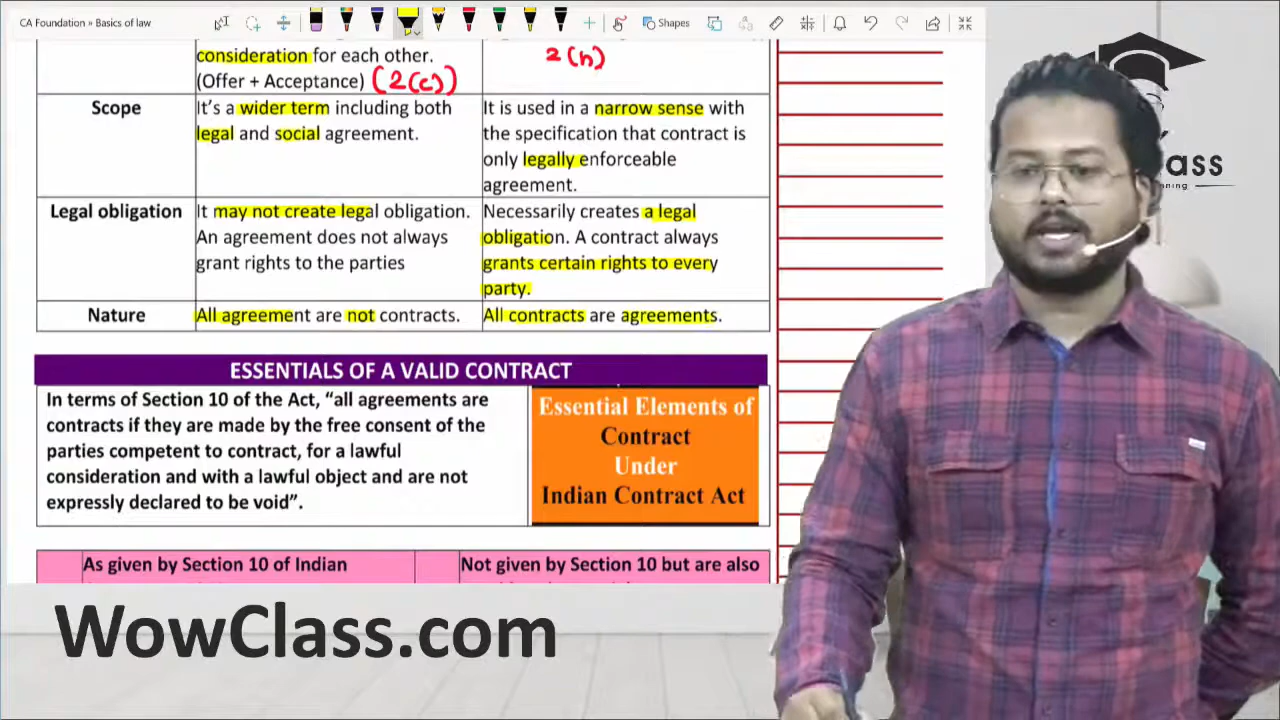 CA Foundation » Basics of law
Shapes
consideration for each other.
(Offer + Acceptance) (2(c))
2(h)
Scope
It's a wider term including both
legal and social agreement.
It is used in a narrow sense with
the specification that contract is
only legally enforceable
agreement.
Legal obligation
It may not create legal obligation.
An agreement does not always
grant rights to the parties
Necessarily creates a legal
obligation. A contract always
grants certain rights to every
party.
Nature
All agreement are not contracts.
All contracts are agreements.
ESSENTIALS OF A VALID CONTRACT
In terms of Section 10 of the Act, “all agreements are
contracts if they are made by the free consent of the
parties competent to contract, for a lawful
consideration and with a lawful object and are not
expressly declared to be void”.
Essential Elements of
Contract
Under
Indian Contract Act
As given by Section 10 of Indian
Not given by Section 10 but are also
WowClass.com